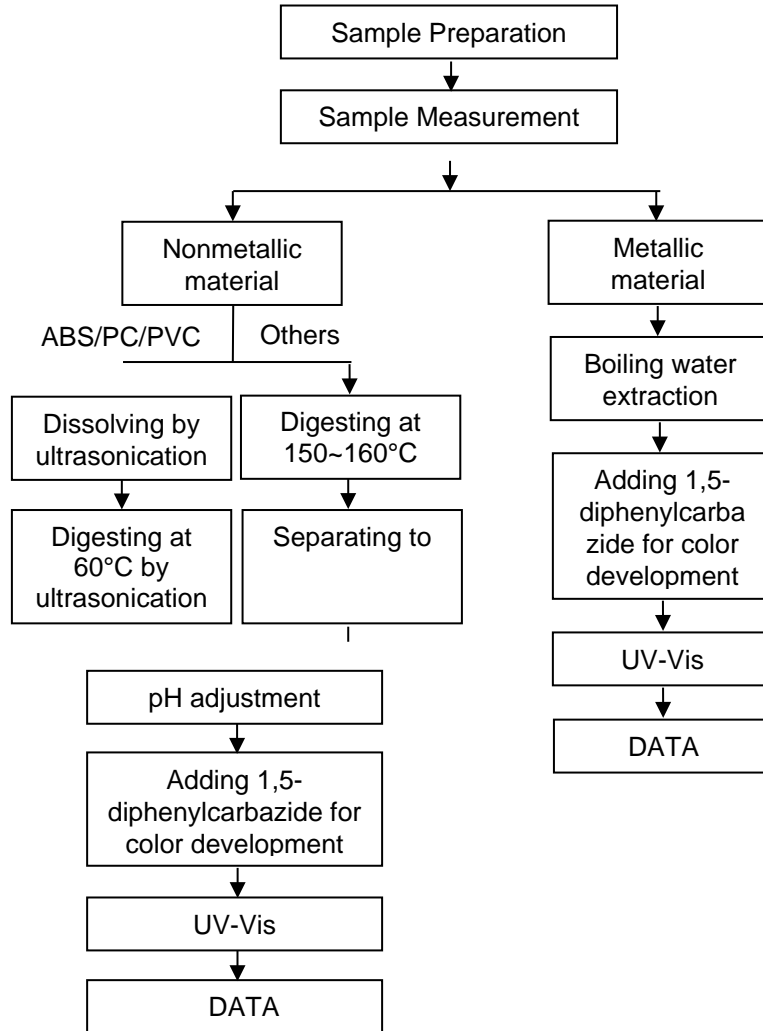 Sample Preparation
Sample Measurement
Nonmetallic
material
ABS/PC/PVC
Others
Dissolving by
ultrasonication
Digesting at
60°C by
ultrasonication
Digesting at
150~160°C
Separating to
pH adjustment
Adding 1,5-
diphenylcarbazide for
color development
UV-Vis
DATA
Metallic
material
Boiling water
extraction
Adding 1,5-
diphenylcarba
zide for color
development
UV-Vis
DATA